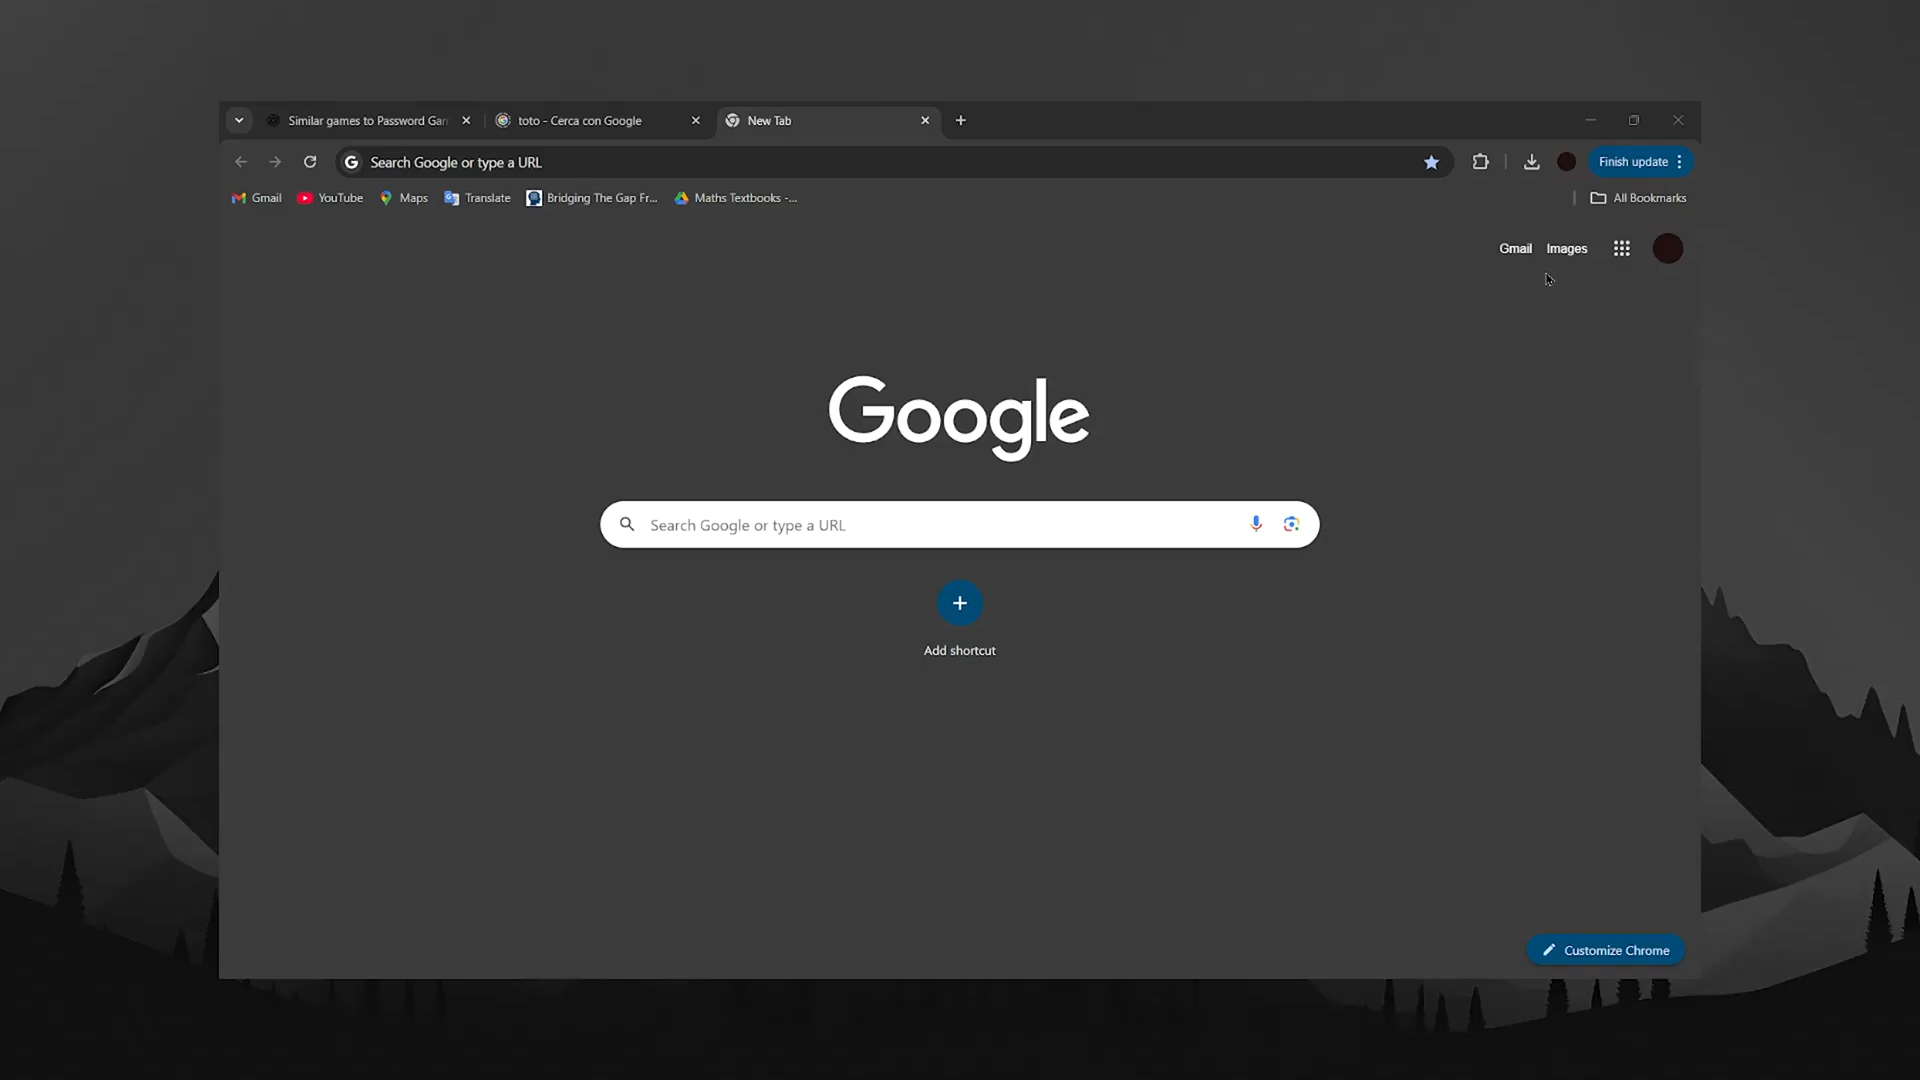 Similar games to Password Gam
toto - Cerca con Google
New Tab
Search Google or type a URL
Finish update
Gmail
YouTube
Maps
Translate
Bridging The Gap Fr...
Maths Textbooks -...
All Bookmarks
Gmail
Images
Google
Search Google or type a URL
Add shortcut
Customize Chrome